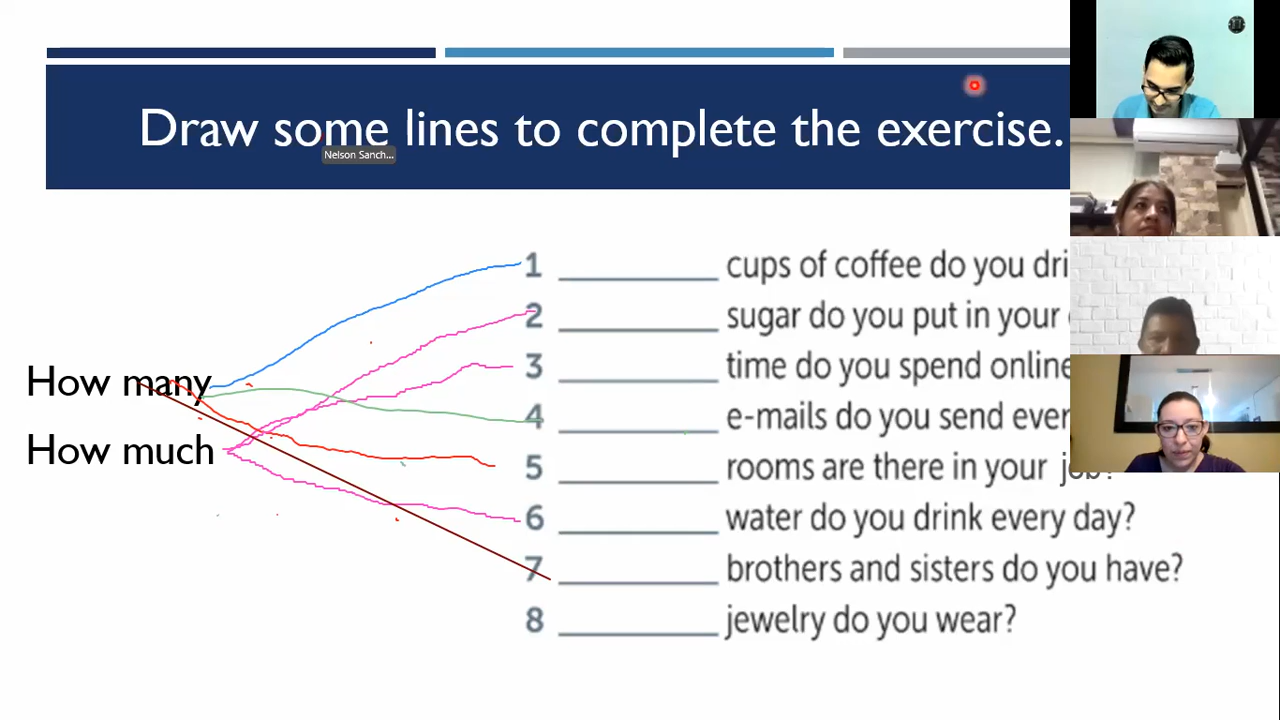 Draw some lines to complete the exercise.
Nelson Sanch...
How many
How much
1 __________ cups of coffee do you dri
2 __________ sugar do you put in your
3 __________ time do you spend online
4 __________ e-mails do you send ever
5 __________ rooms are there in your job?
6 __________ water do you drink every day?
7 __________ brothers and sisters do you have?
8 __________ jewelry do you wear?